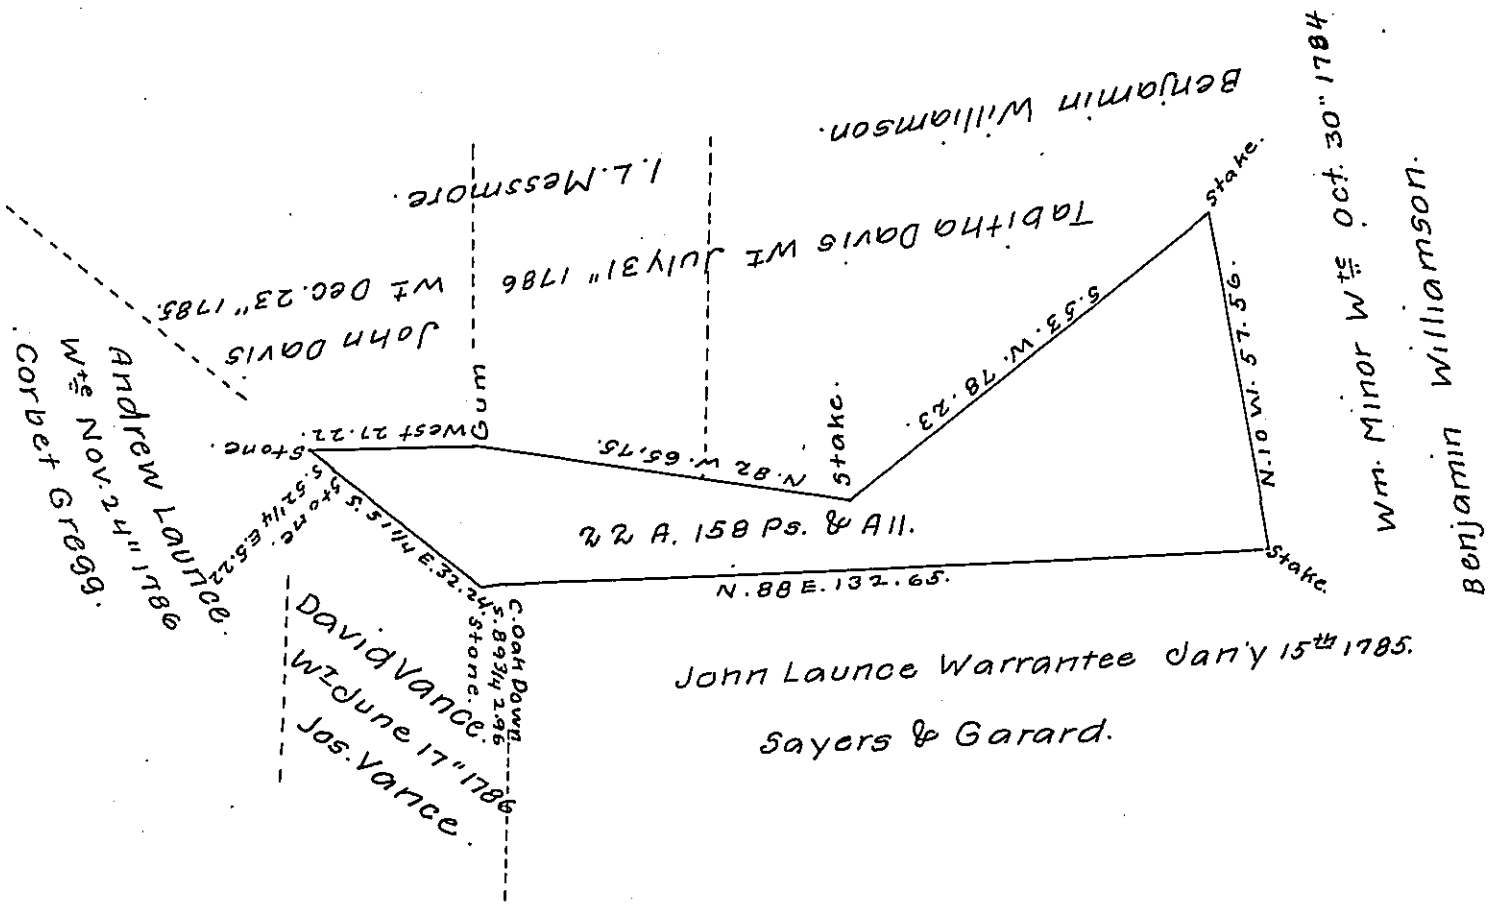 Benjamin Williamson.
I. L. Messmore.
Tabitha Davis Wt July 31" 1786
John Davis
Wt Dec. 23" 1785.
Andrew Launce.
Wte Nov. 24" 1786
Corbet Gregg.
Stone.
West 27.22.
Gum
N. 82 W. 65,75.
Stake.
S. 53. W. 78.23.
Stake.
N. 10 W. 57.56.
Wm. Minor Wte Oct. 30" 1784
Benjamin Williamson.
S. 52 1/4 E. 5.22
Stone.
S. 51 1/4 E. 32.24.
22 A. 158 Ps. & All.
N. 88 E. 132.65.
Stake.
C. Oak Down
S. 89 3/4 2.96
Stone.
David Vance.
Wt June 17" 1786
Jos. Vance.
John Launce Warrantee Jan'y 15th 1785.
Sayers & Garard.